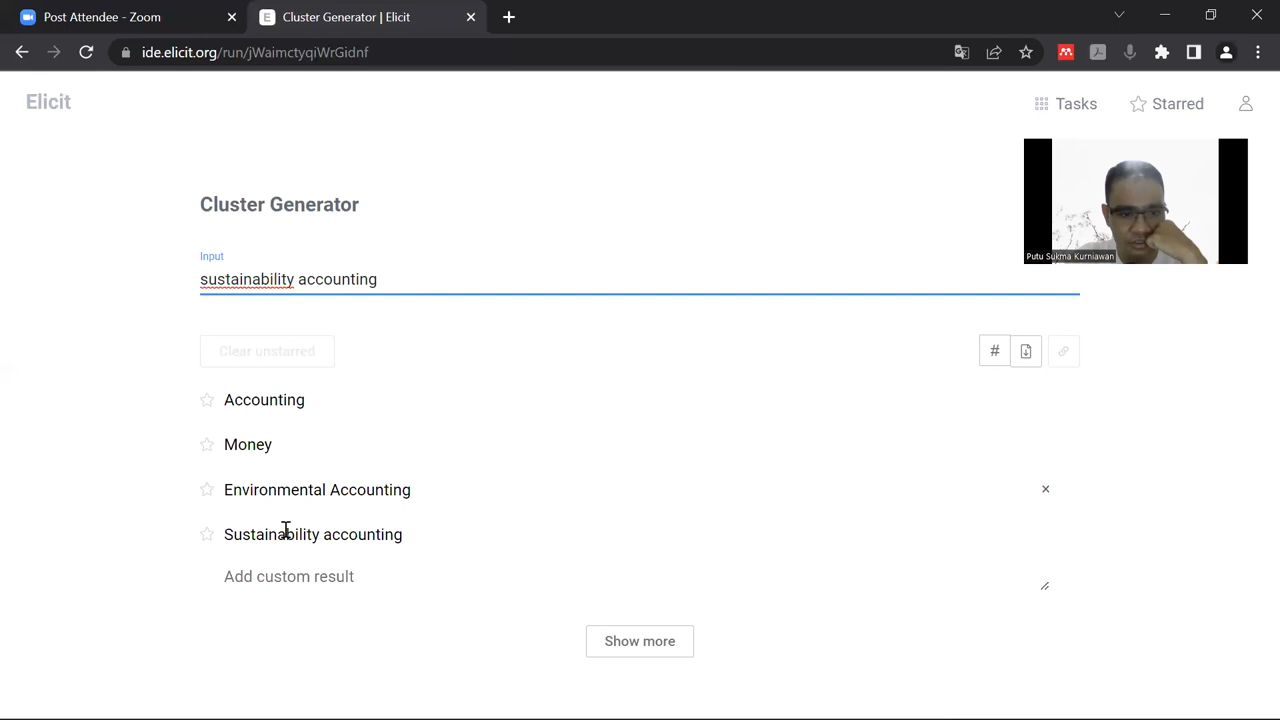 Post Attendee - Zoom
Cluster Generator | Elicit
ide.elicit.org/run/jWaimctyqiWrGidnf
Elicit
Tasks
Starred
Cluster Generator
Input
sustainability accounting
Putu Sukma Kurniawan
Clear unstarred
#
Accounting
Money
Environmental Accounting
Sustainability accounting
Add custom result
Show more